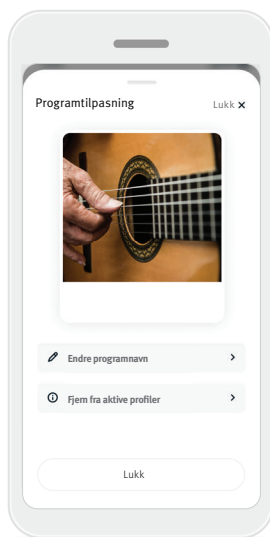 Programtilpasning Lukk ×
Endre programnavn
Fjem fra aktive profiler
Lukk